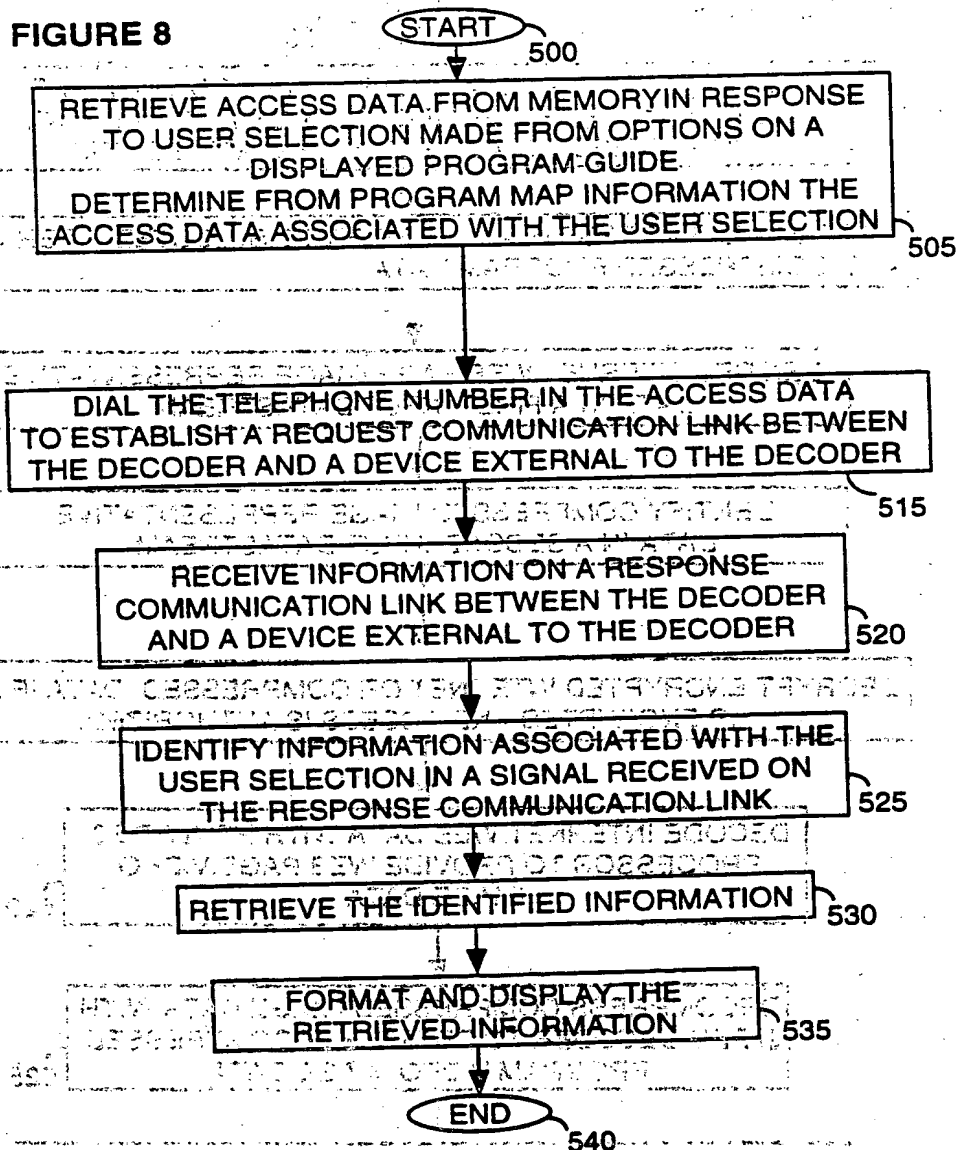 FIGURE 8
START
500
RETRIEVE ACCESS DATA FROM MEMORYIN RESPONSE
TO USER SELECTION MADE FROM OPTIONS ON A
DISPLAYED PROGRAM GUIDE
DETERMINE FROM PROGRAM MAP INFORMATION THE
ACCESS DATA ASSOCIATED WITH THE USER SELECTION
505
DIAL THE TELEPHONE NUMBER IN THE ACCESS DATA
TO ESTABLISH A REQUEST COMMUNICATION LINK BETWEEN
THE DECODER AND A DEVICE EXTERNAL TO THE DECODER
515
RECEIVE INFORMATION ON A RESPONSE
COMMUNICATION LINK BETWEEN THE DECODER
AND A DEVICE EXTERNAL TO THE DECODER
520
IDENTIFY INFORMATION ASSOCIATED WITH THE
USER SELECTION IN A SIGNAL RECEIVED ON
THE RESPONSE COMMUNICATION LINK
525
RETRIEVE THE IDENTIFIED INFORMATION
530
FORMAT AND DISPLAY THE
RETRIEVED INFORMATION
535
END
540